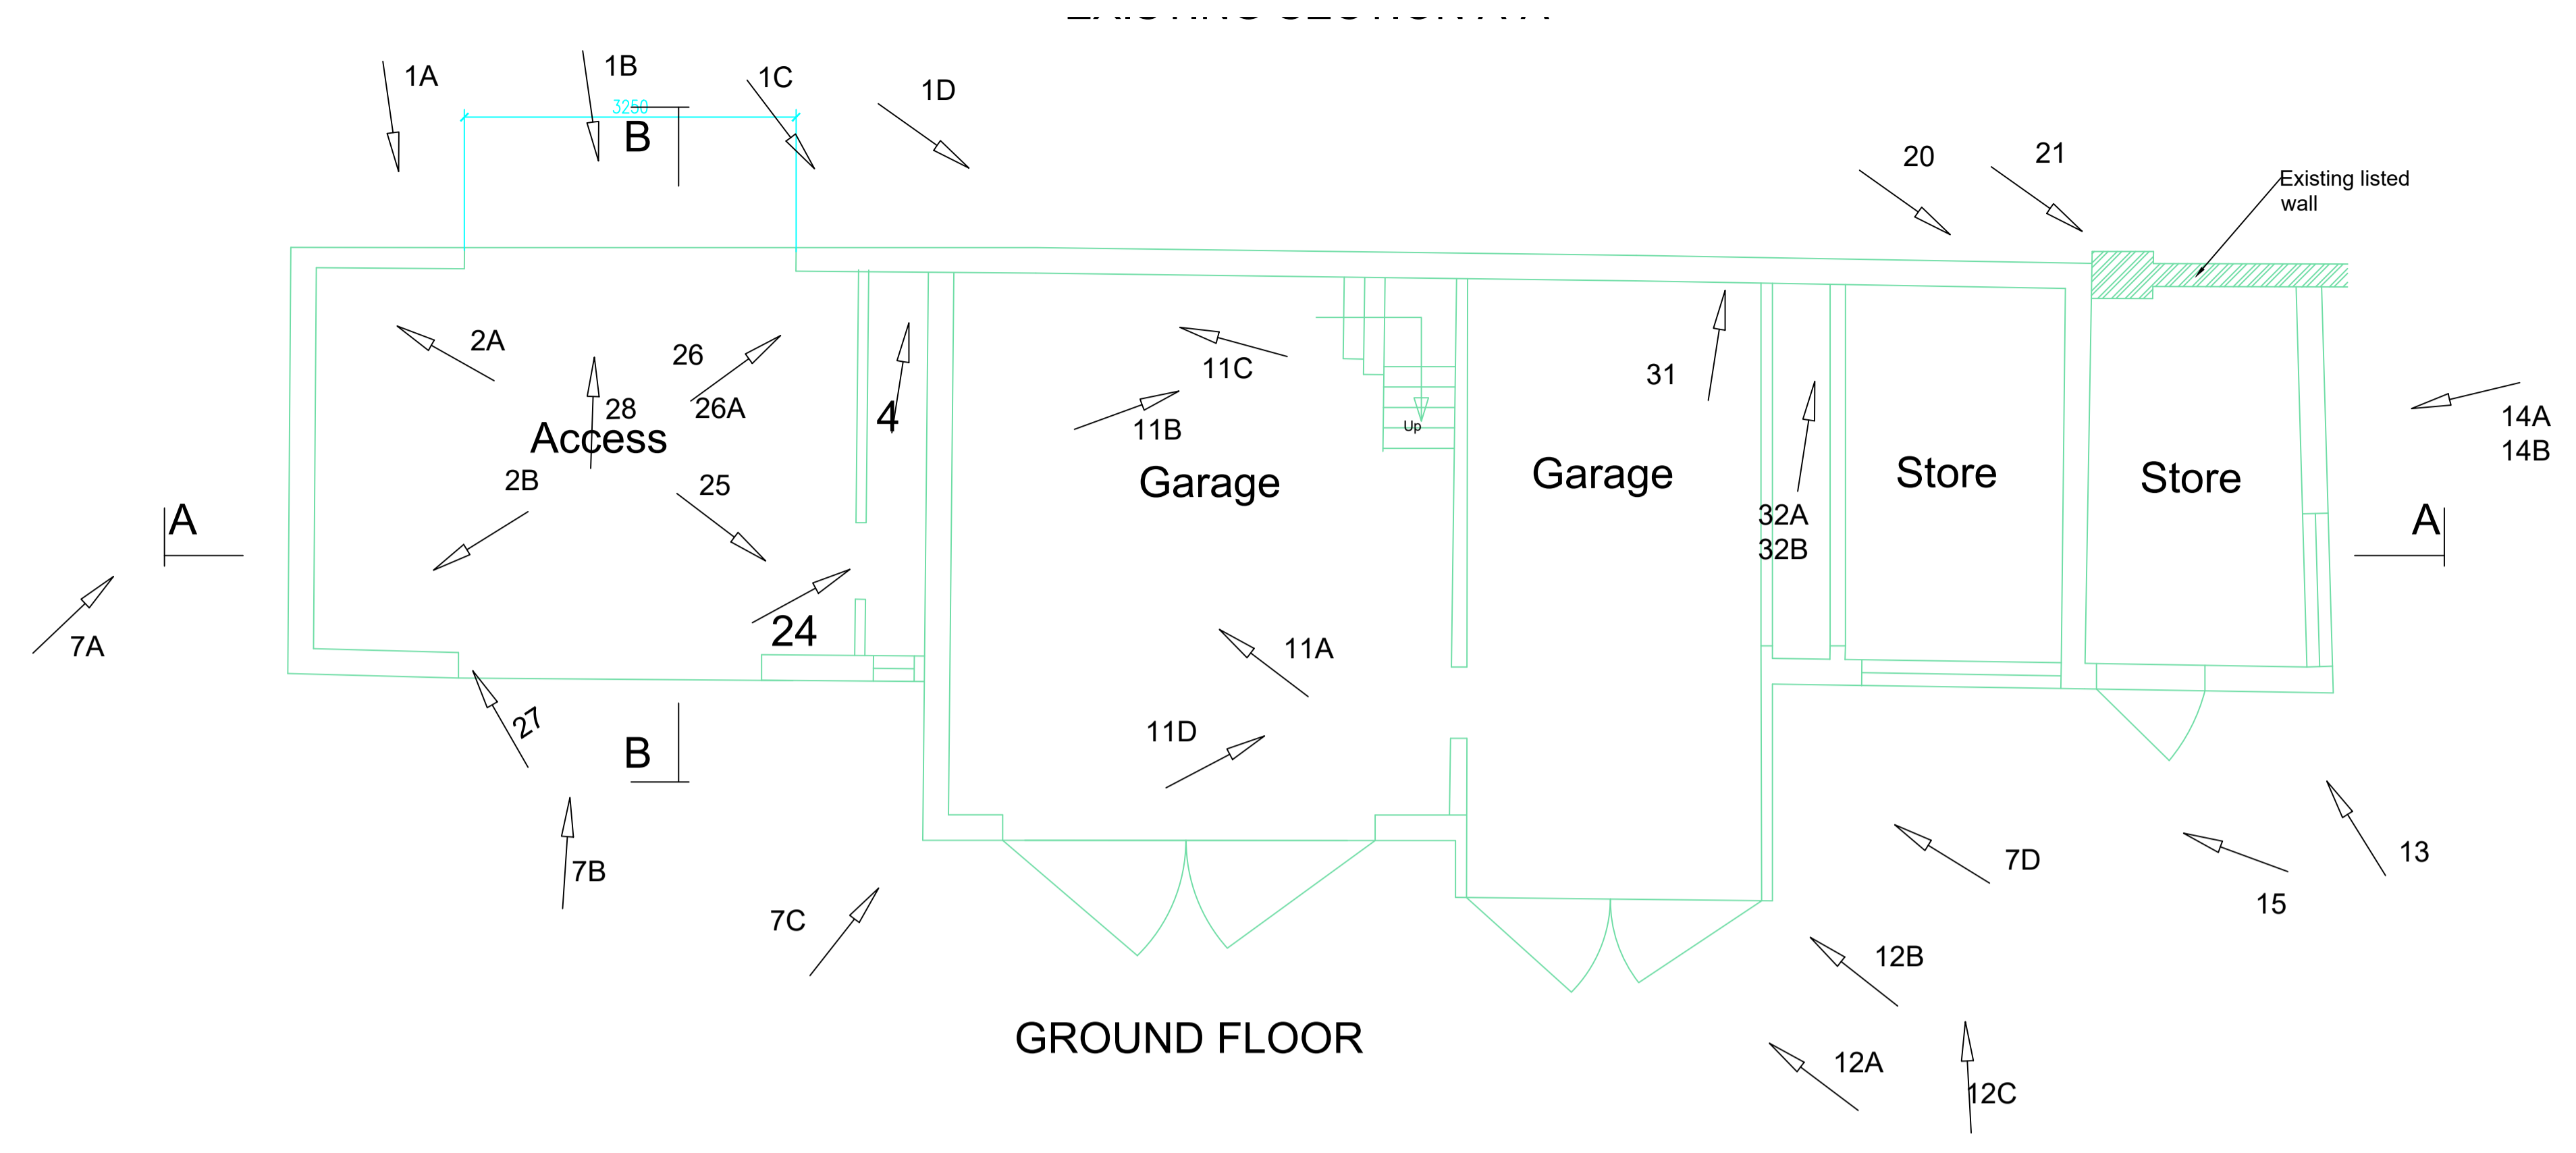 1A
1B
1C
1D
3250
B
20
21
Existing listed
wall
2A
26
11C
31
28
26A
4
11B
Up
14A
14B
Access
2B
25
Garage
Garage
Store
Store
A
32A
32B
A
24
7A
11A
27
11D
B
7B
7C
7D
13
15
12B
GROUND FLOOR
12A
12C